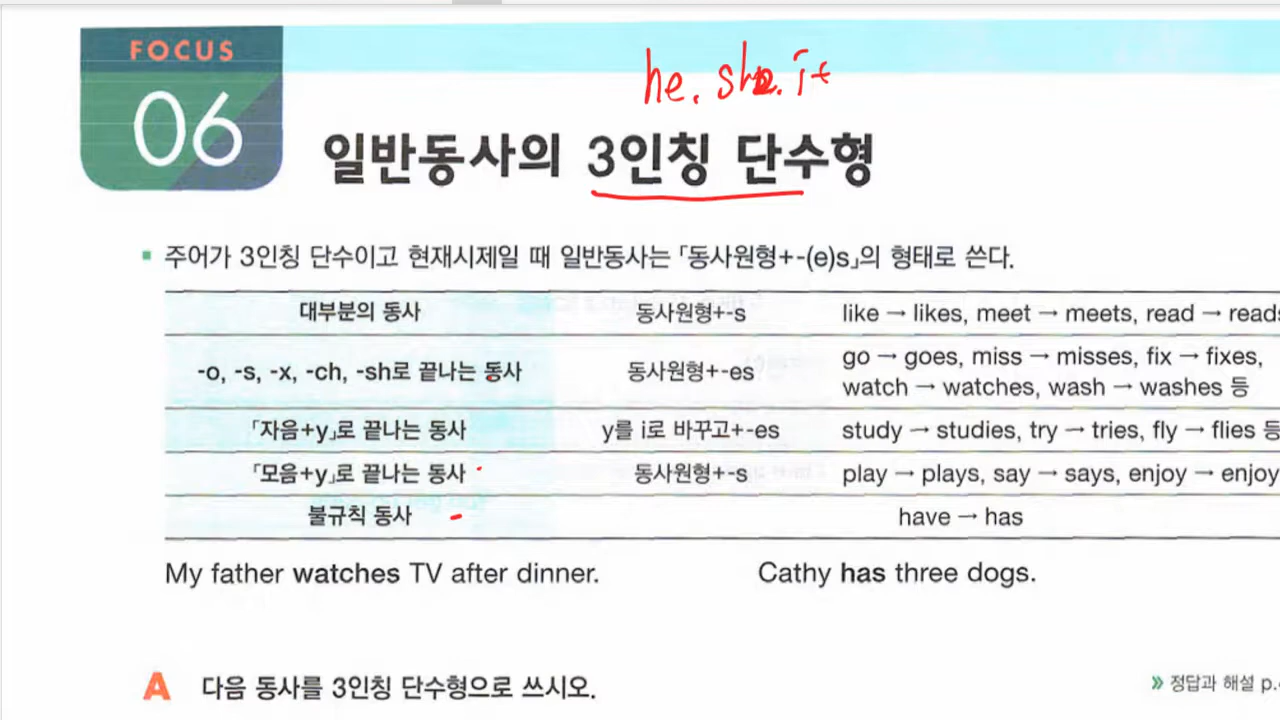 FOCUS
06
he. she. it
일반동사의 3인칭 단수형
주어가 3인칭 단수이고 현재시제일 때 일반동사는 「동사원형+-(e)s」의 형태로 쓴다.
대부분의 동사 동사원형+-s like → likes, meet → meets, read → reads
-o, -s, -x, -ch, -sh로 끝나는 동사 동사원형+-es go → goes, miss → misses, fix → fixes,
watch → watches, wash → washes 등
「자음+y」로 끝나는 동사 y를 i로 바꾸고+-es study → studies, try → tries, fly → flies 등
「모음+y」로 끝나는 동사 동사원형+-s play → plays, say → says, enjoy → enjoy
불규칙 동사 have → has
My father watches TV after dinner. Cathy has three dogs.
A 다음 동사를 3인칭 단수형으로 쓰시오.
» 정답과 해설 p.